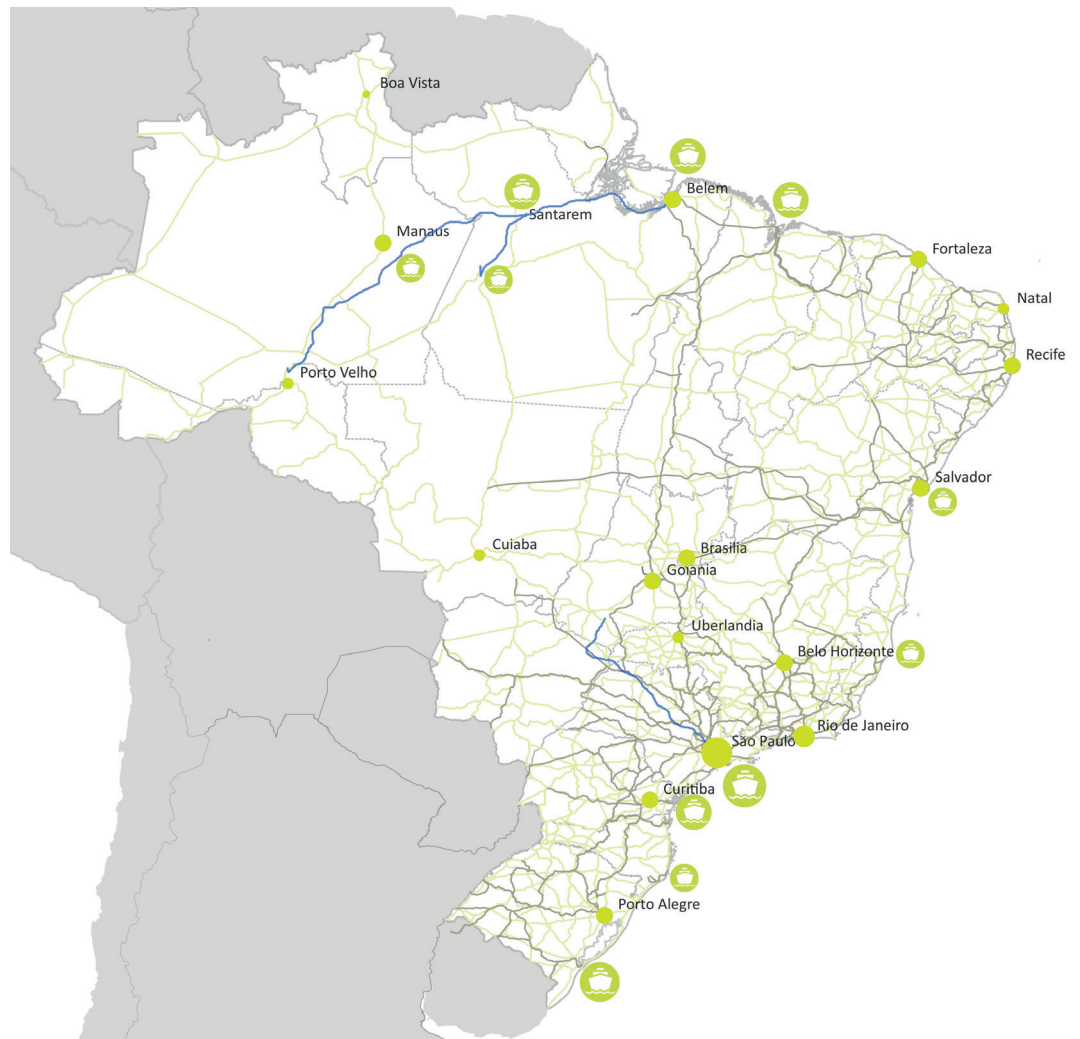 Boa Vista
Belem
Santarem
Manaus
Fortaleza
Natal
Recife
Porto Velho
Salvador
Cuiaba
Brasilia
Goiania
Uberlandia
Belo Horizonte
Rio de Janeiro
São Paulo
Curitiba
Porto Alegre